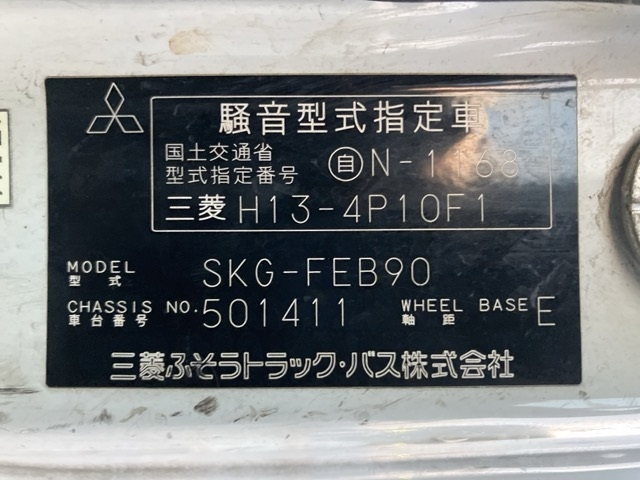 騒音型式指定車
国土交通省
型式指定番号 自N-1168
三菱 H13-4P10F1
MODEL
型式 SKG-FEB90
CHASSIS NO.
車台番号 501411 WHEEL BASE
軸距 E
三菱ふそうトラック・バス株式会社